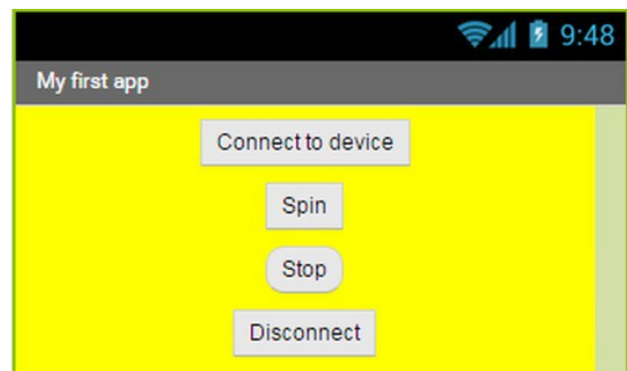 9:48
My first app
Connect to device
Spin
Stop
Disconnect